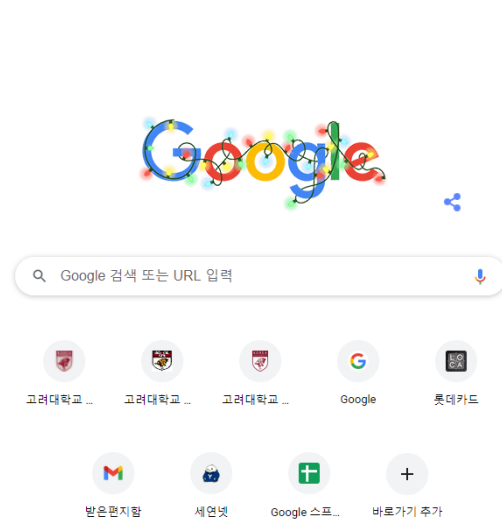 Google
Google 검색 또는 URL 입력
LO
CA
고려대학교 ...
고려대학교 ...
고려대학교 ...
Google
롯데카드
받은편지함
세연넷
Google 스프...
바로가기 추가